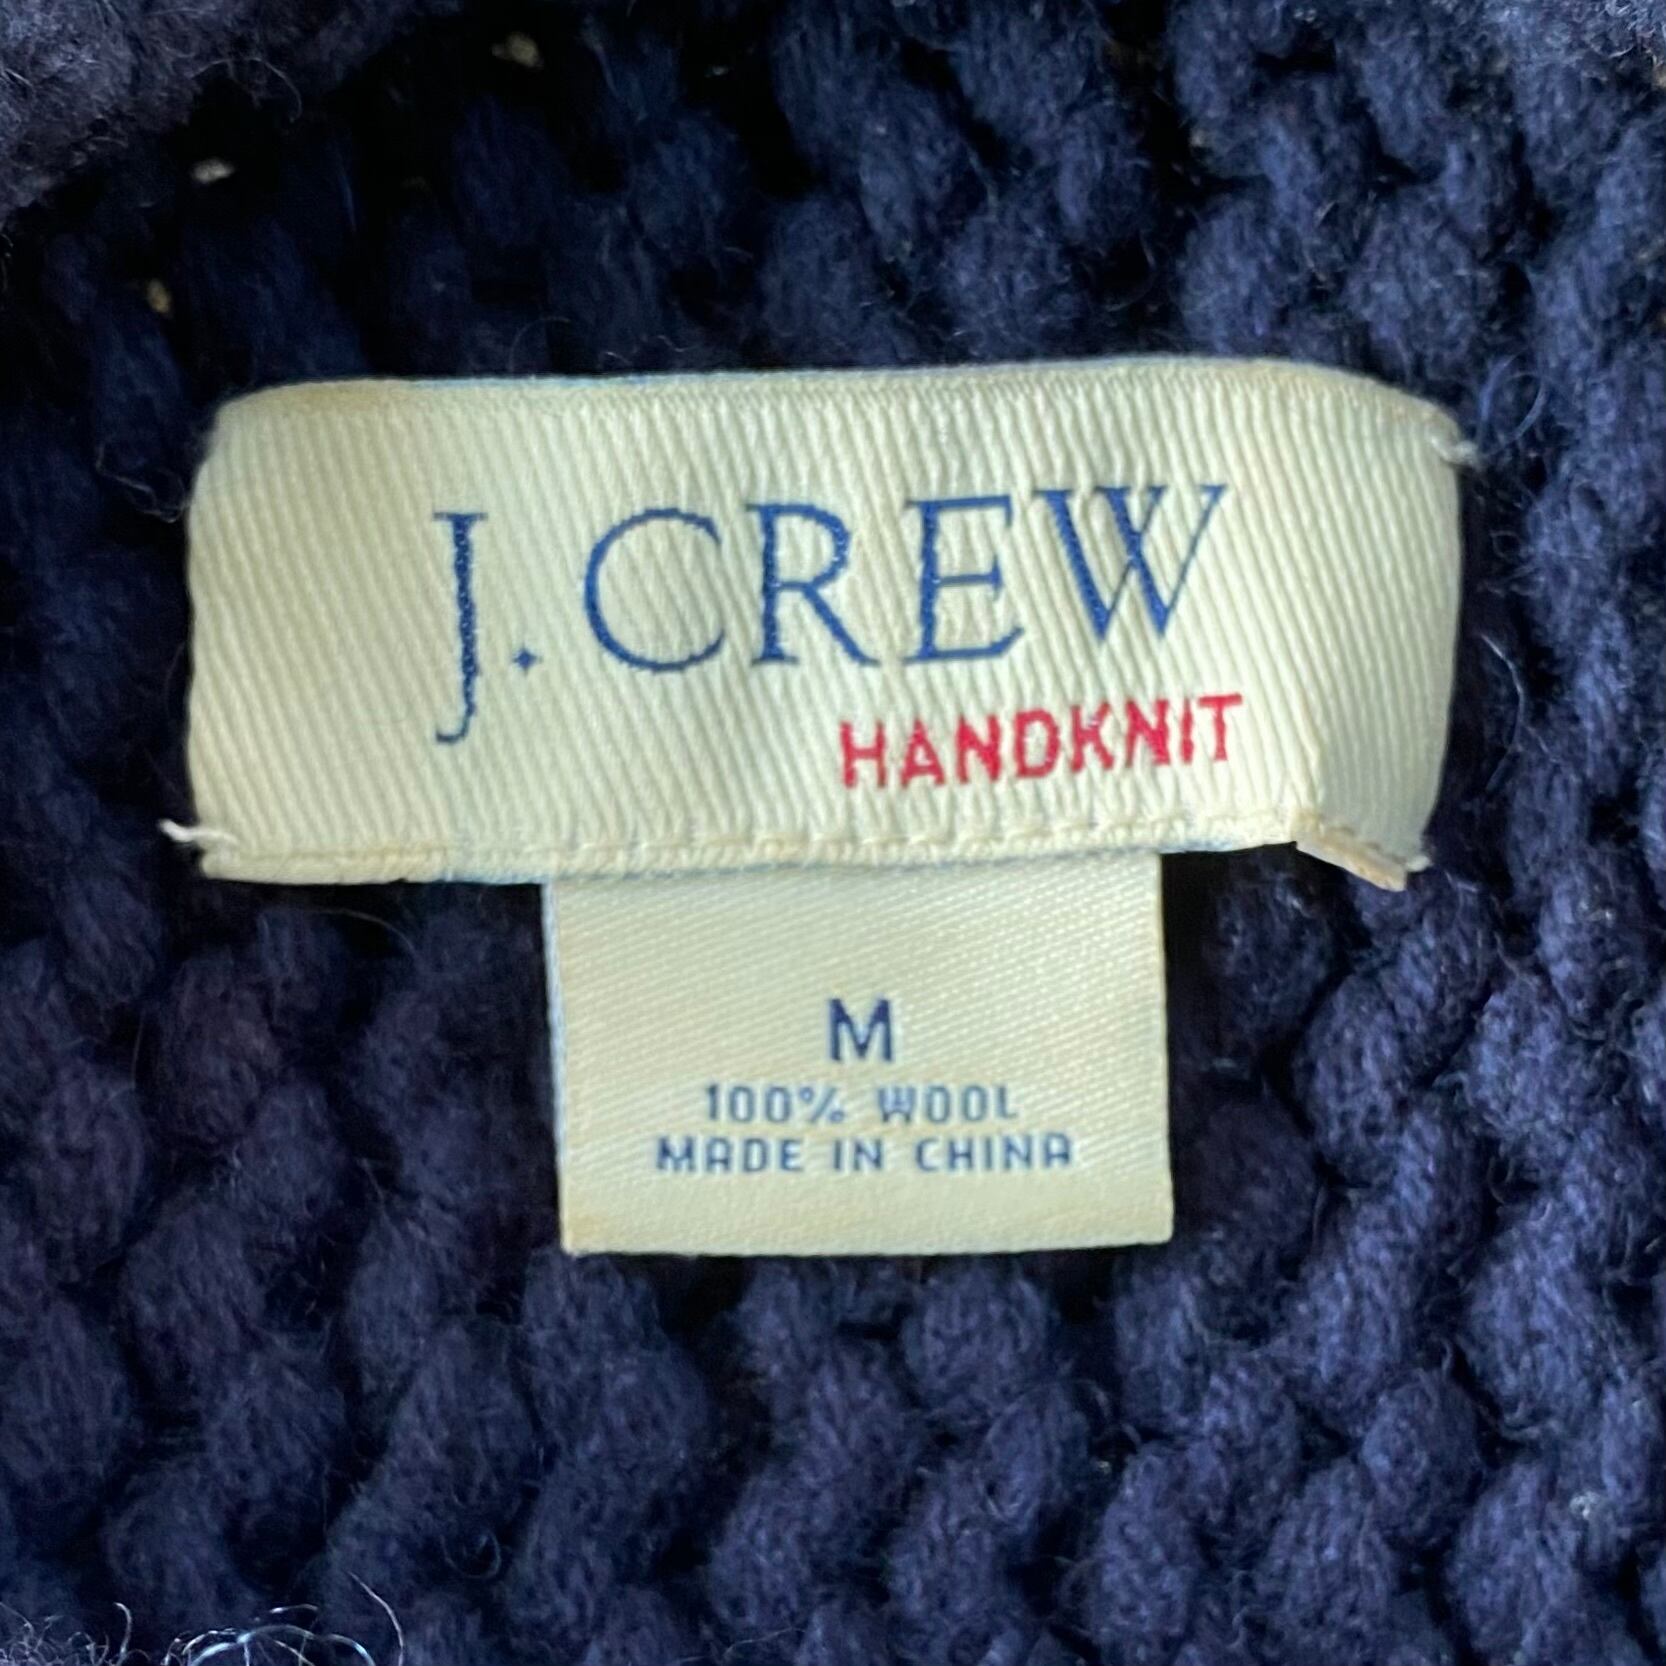 J.CREW
HANDKNIT
M
100% WOOL
MADE IN CHINA